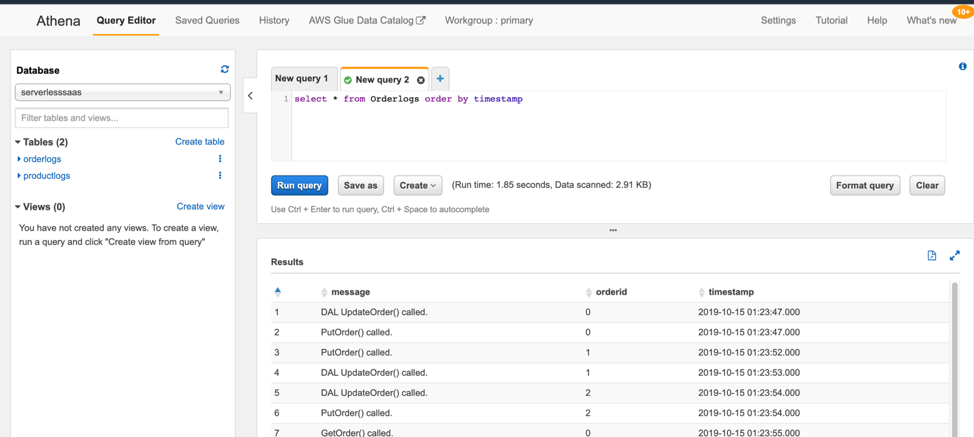 Athena Query Editor Saved Queries History AWS Glue Data Catalog Workgroup : primary Settings Tutorial Help What's new 10+
Database
serverlesssaas
Filter tables and views...
Tables (2) Create table
orderlogs
productlogs
Views (0) Create view
You have not created any views. To create a view,
run a query and click "Create view from query"
New query 1 New query 2 +
1 select * from Orderlogs order by timestamp
Run query Save as Create (Run time: 1.85 seconds, Data scanned: 2.91 KB) Format query Clear
Use Ctrl + Enter to run query, Ctrl + Space to autocomplete
Results
message orderid timestamp
1 DAL UpdateOrder() called. 0 2019-10-15 01:23:47.000
2 PutOrder() called. 0 2019-10-15 01:23:47.000
3 PutOrder() called. 1 2019-10-15 01:23:52.000
4 DAL UpdateOrder() called. 1 2019-10-15 01:23:53.000
5 DAL UpdateOrder() called. 2 2019-10-15 01:23:54.000
6 PutOrder() called. 2 2019-10-15 01:23:54.000
7 GetOrder() called. 0 2019-10-15 01:23:55.000